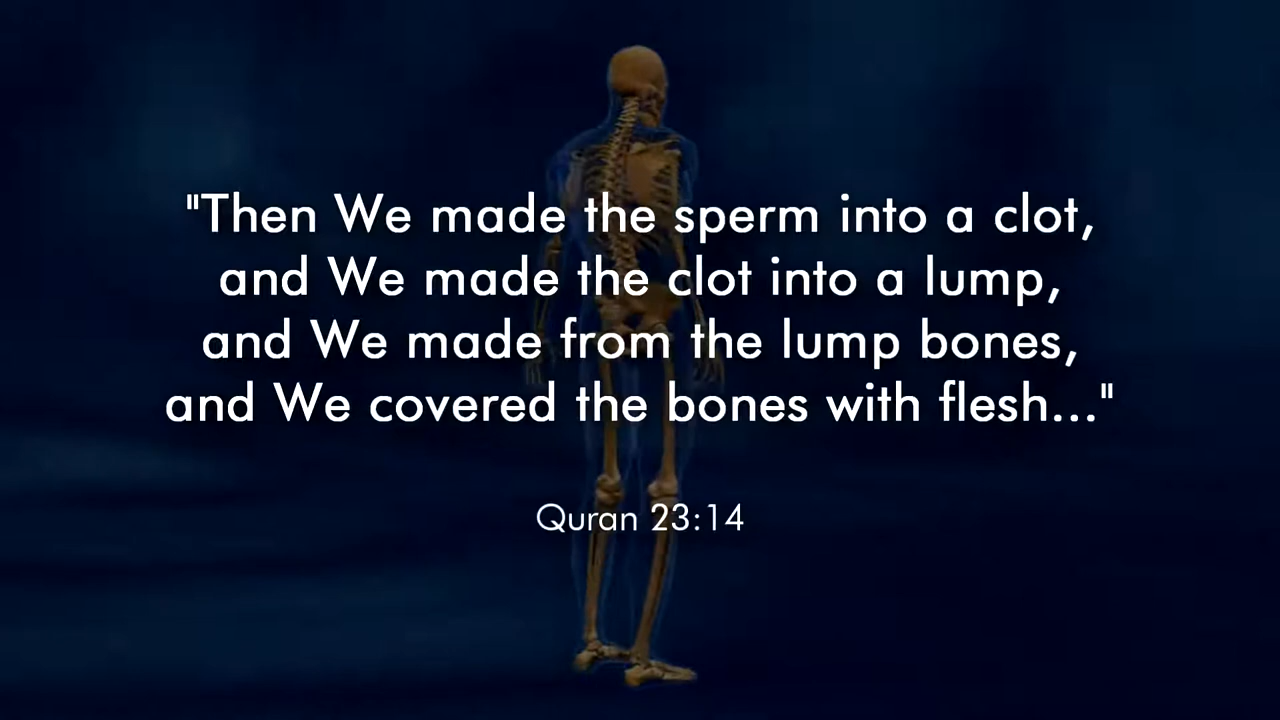 "Then We made the sperm into a clot,
and We made the clot into a lump,
and We made from the lump bones,
and We covered the bones with flesh..."
Quran 23:14